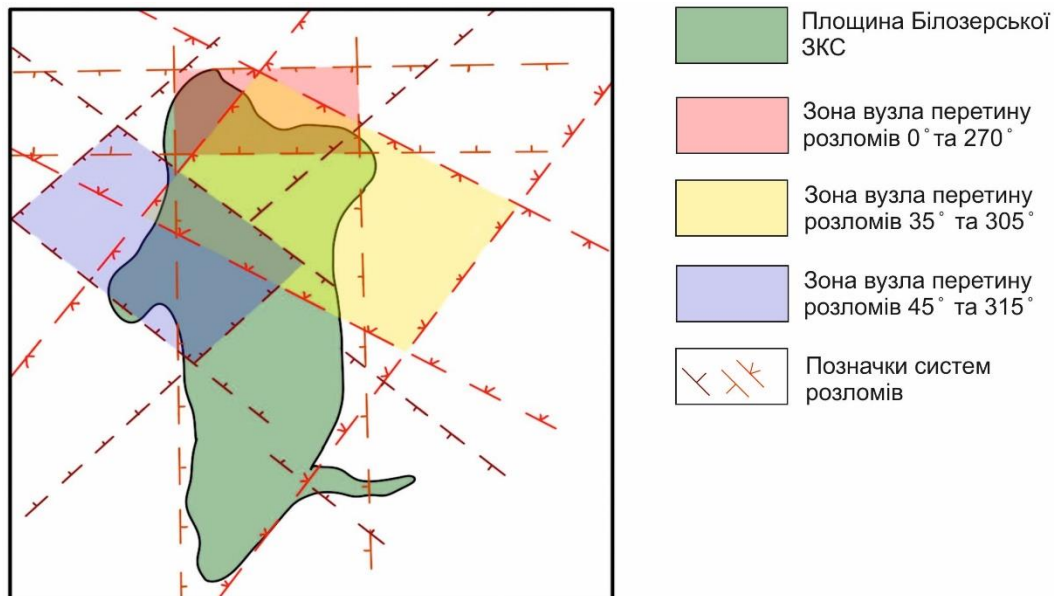 Площина Білозерської
ЗКС
Зона вузла перетину
розломів 0˚ та 270˚
Зона вузла перетину
розломів 35˚ та 305˚
Зона вузла перетину
розломів 45˚ та 315˚
Позначки систем
розломів